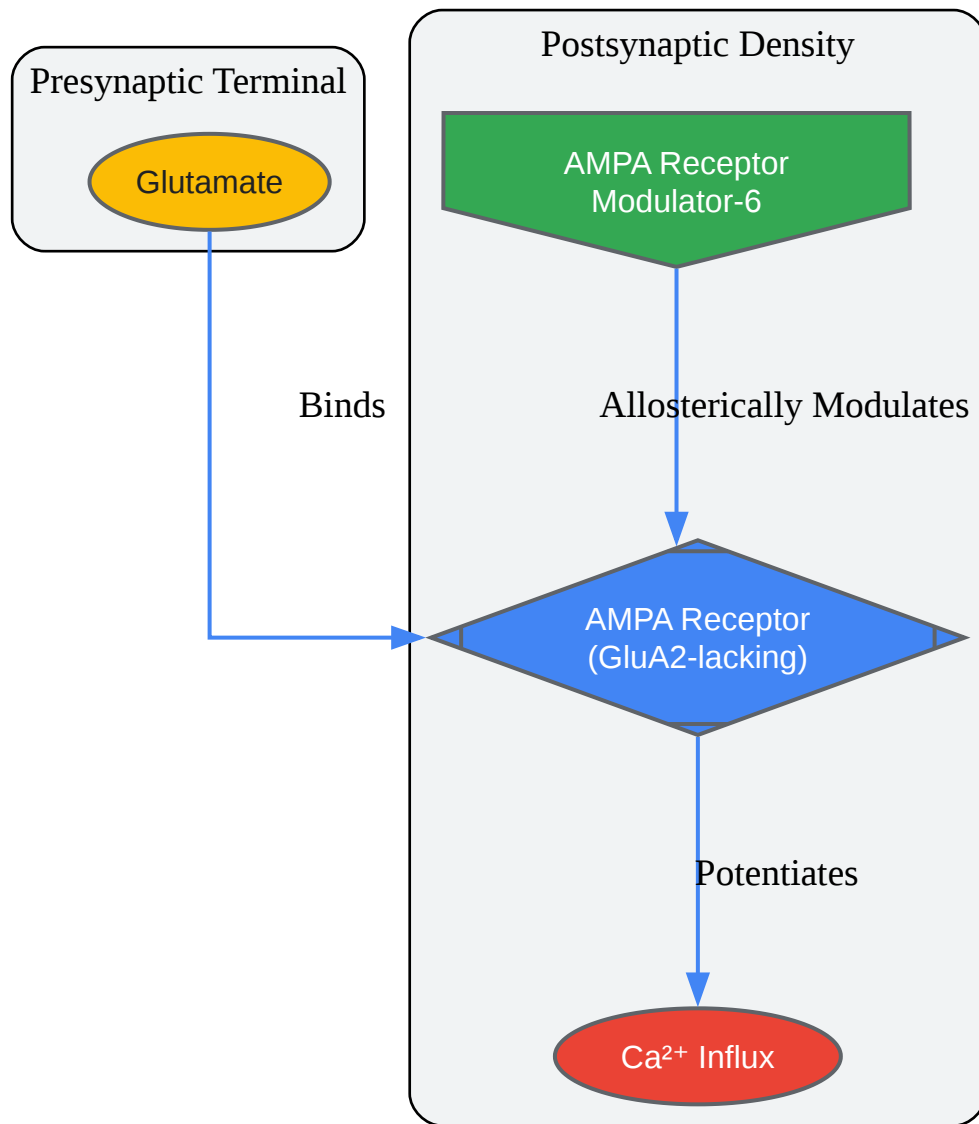 Postsynaptic Density
Presynaptic Terminal
Glutamate
AMPA Receptor
Modulator-6
Binds
Allosterically Modulates
AMPA Receptor
(GluA2-lacking)
Potentiates
Ca²⁺ Influx